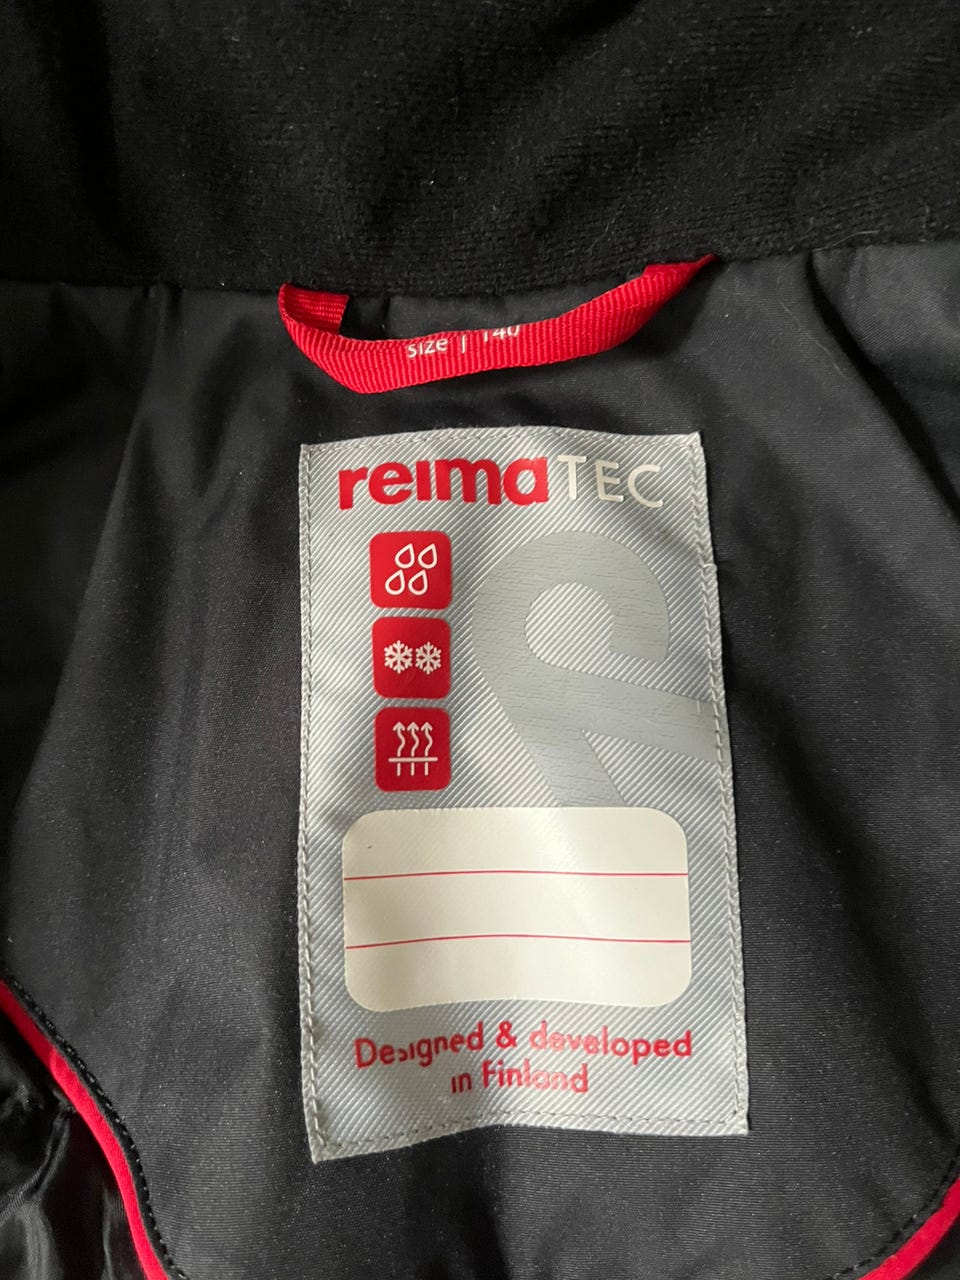 size | 140
reimaTEC
Designed & developed
in Finland